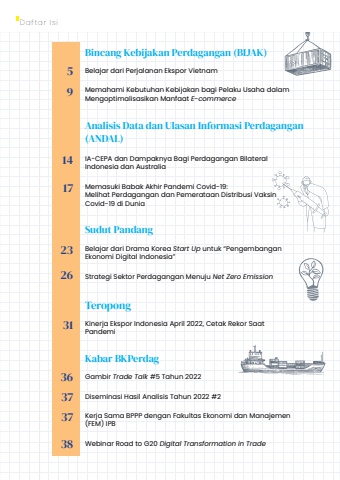 Daftar Isi
Bincang Kebijakan Perdagangan (BIJAK)
5 Belajar dari Perjalanan Ekspor Vietnam
9 Memahami Kebutuhan Kebijakan bagi Pelaku Usaha dalam
Mengoptimalisasikan Manfaat E-commerce
Analisis Data dan Ulasan Informasi Perdagangan
(ANDAL)
14 IA-CEPA dan Dampaknya Bagi Perdagangan Bilateral
Indonesia dan Australia
17 Memasuki Babak Akhir Pandemi Covid-19:
Melihat Perdagangan dan Pemerataan Distribusi Vaksin
Covid-19 di Dunia
Sudut Pandang
23 Belajar dari Drama Korea Start Up untuk “Pengembangan
Ekonomi Digital Indonesia”
26 Strategi Sektor Perdagangan Menuju Net Zero Emission
Teropong
31 Kinerja Ekspor Indonesia April 2022, Cetak Rekor Saat
Pandemi
Kabar BKPerdag
36 Gambir Trade Talk #5 Tahun 2022
37 Diseminasi Hasil Analisis Tahun 2022 #2
37 Kerja Sama BPPP dengan Fakultas Ekonomi dan Manajemen
(FEM) IPB
38 Webinar Road to G20 Digital Transformation in Trade